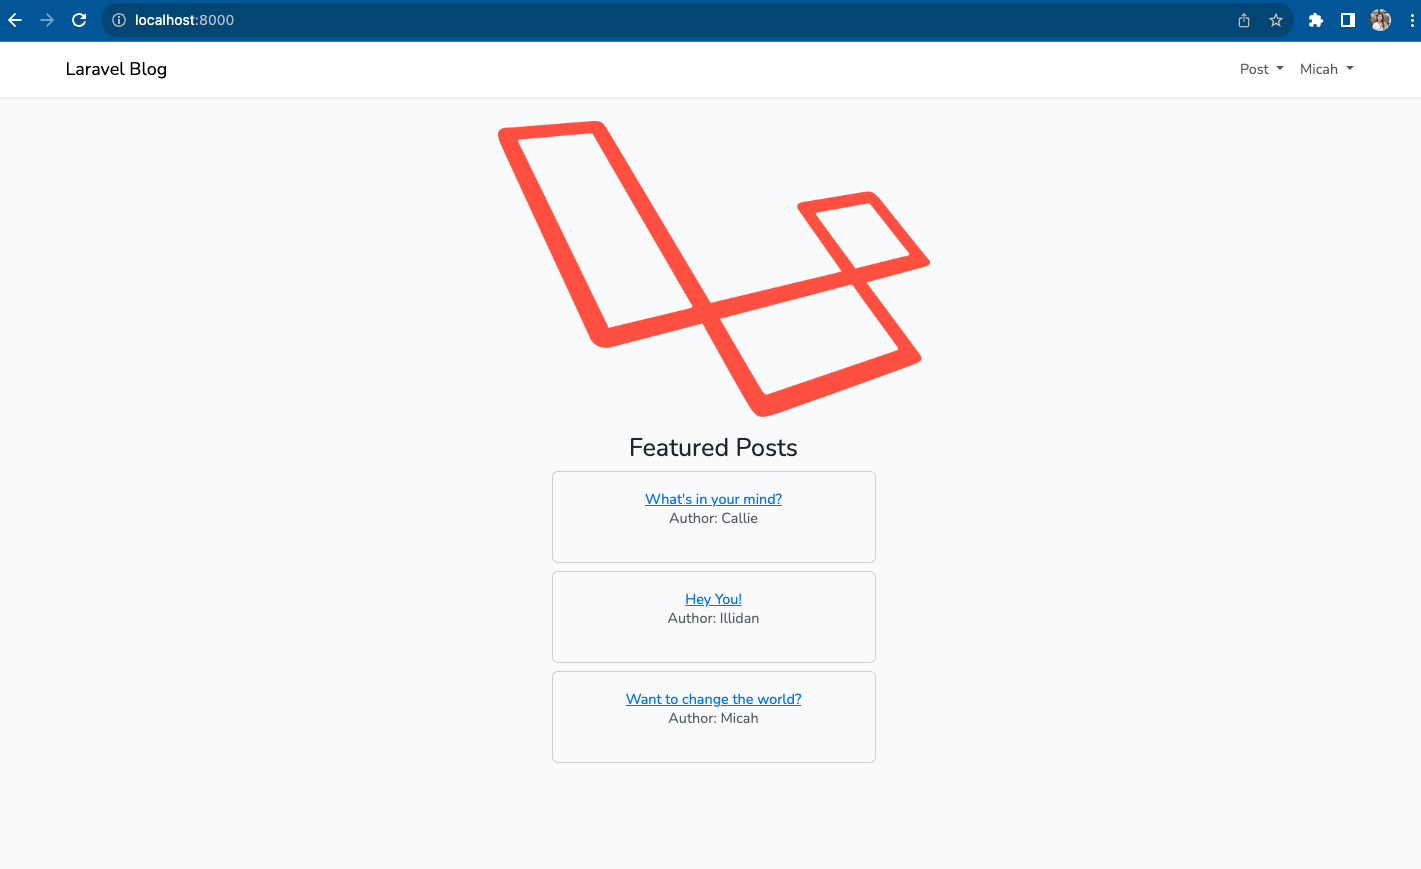 localhost:8000
Laravel Blog
Post
Micah
Featured Posts
What's in your mind?
Author: Callie
Hey You!
Author: Illidan
Want to change the world?
Author: Micah